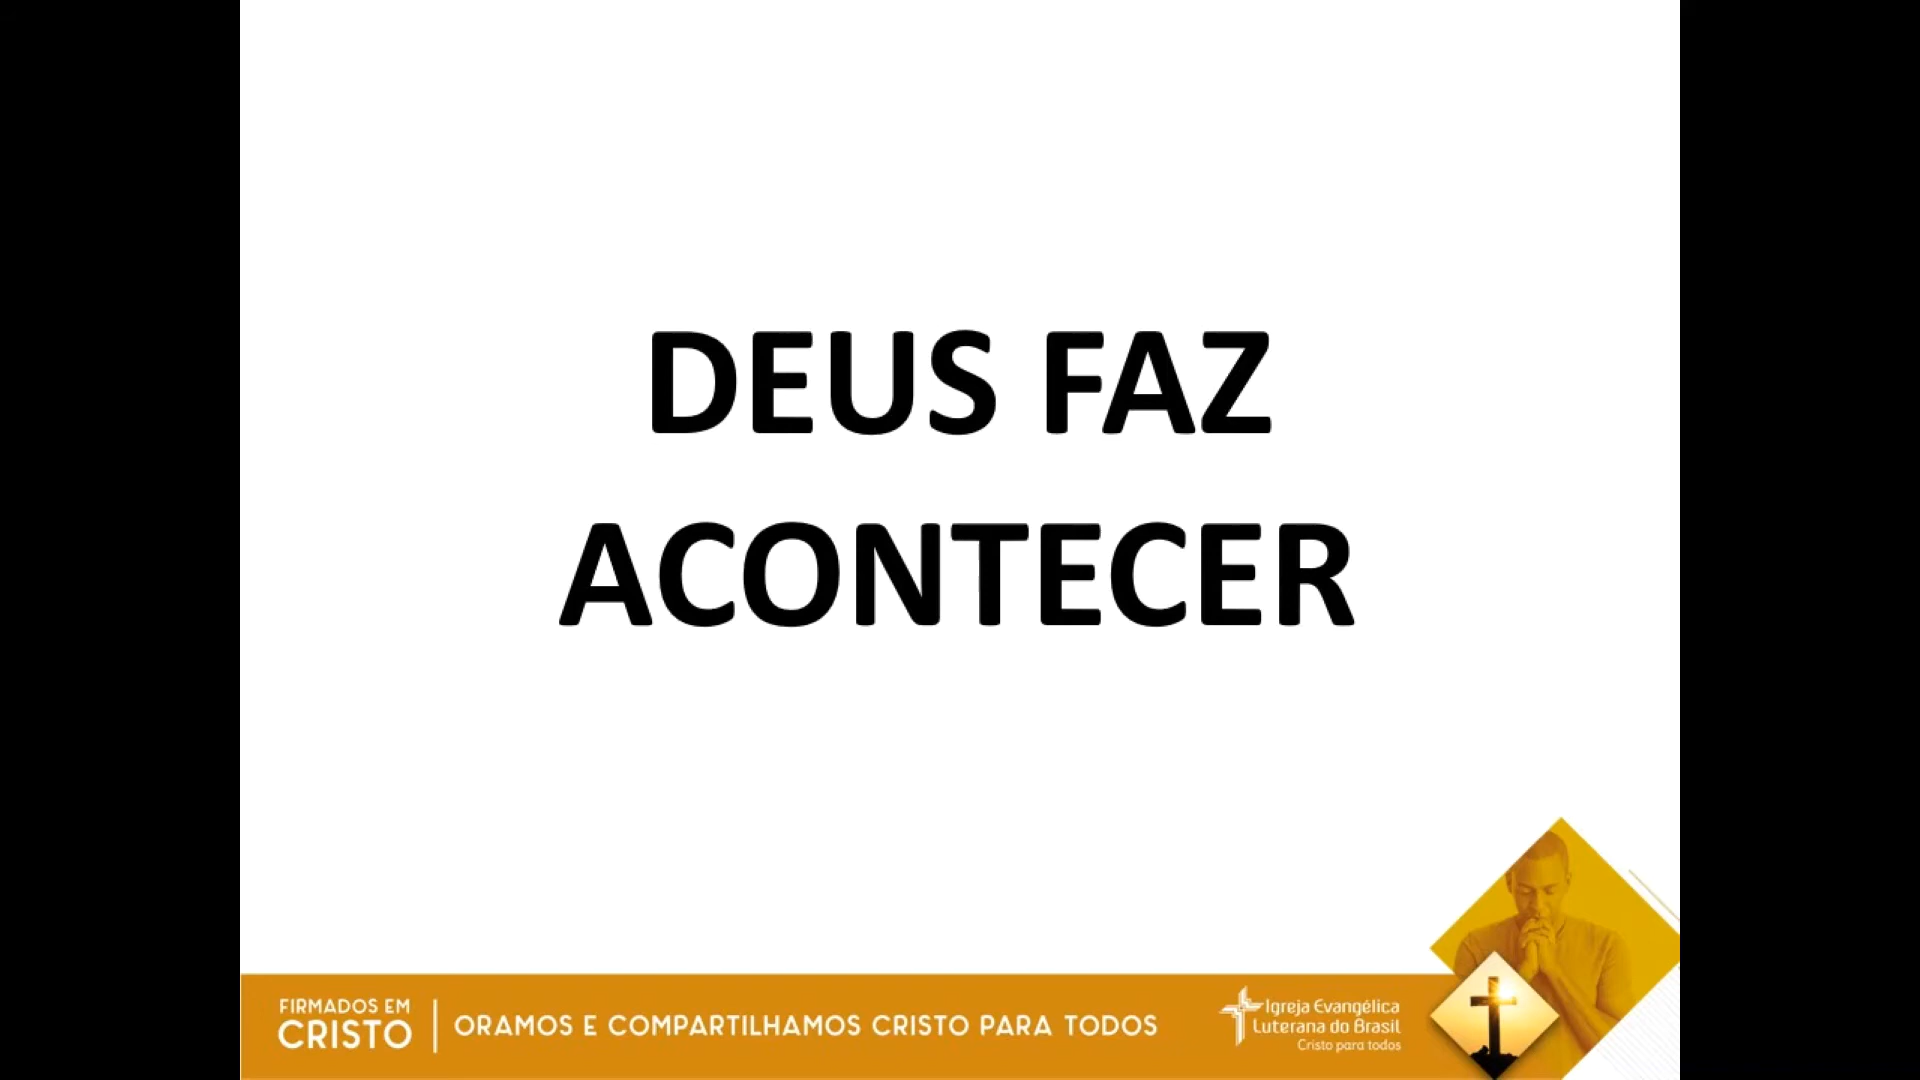 DEUS FAZ
ACONTECER
FIRMADOS EM
CRISTO
ORAMOS E COMPARTILHAMOS CRISTO PARA TODOS
Igreja Evangélica
Luterana do Brasil
Cristo para todos